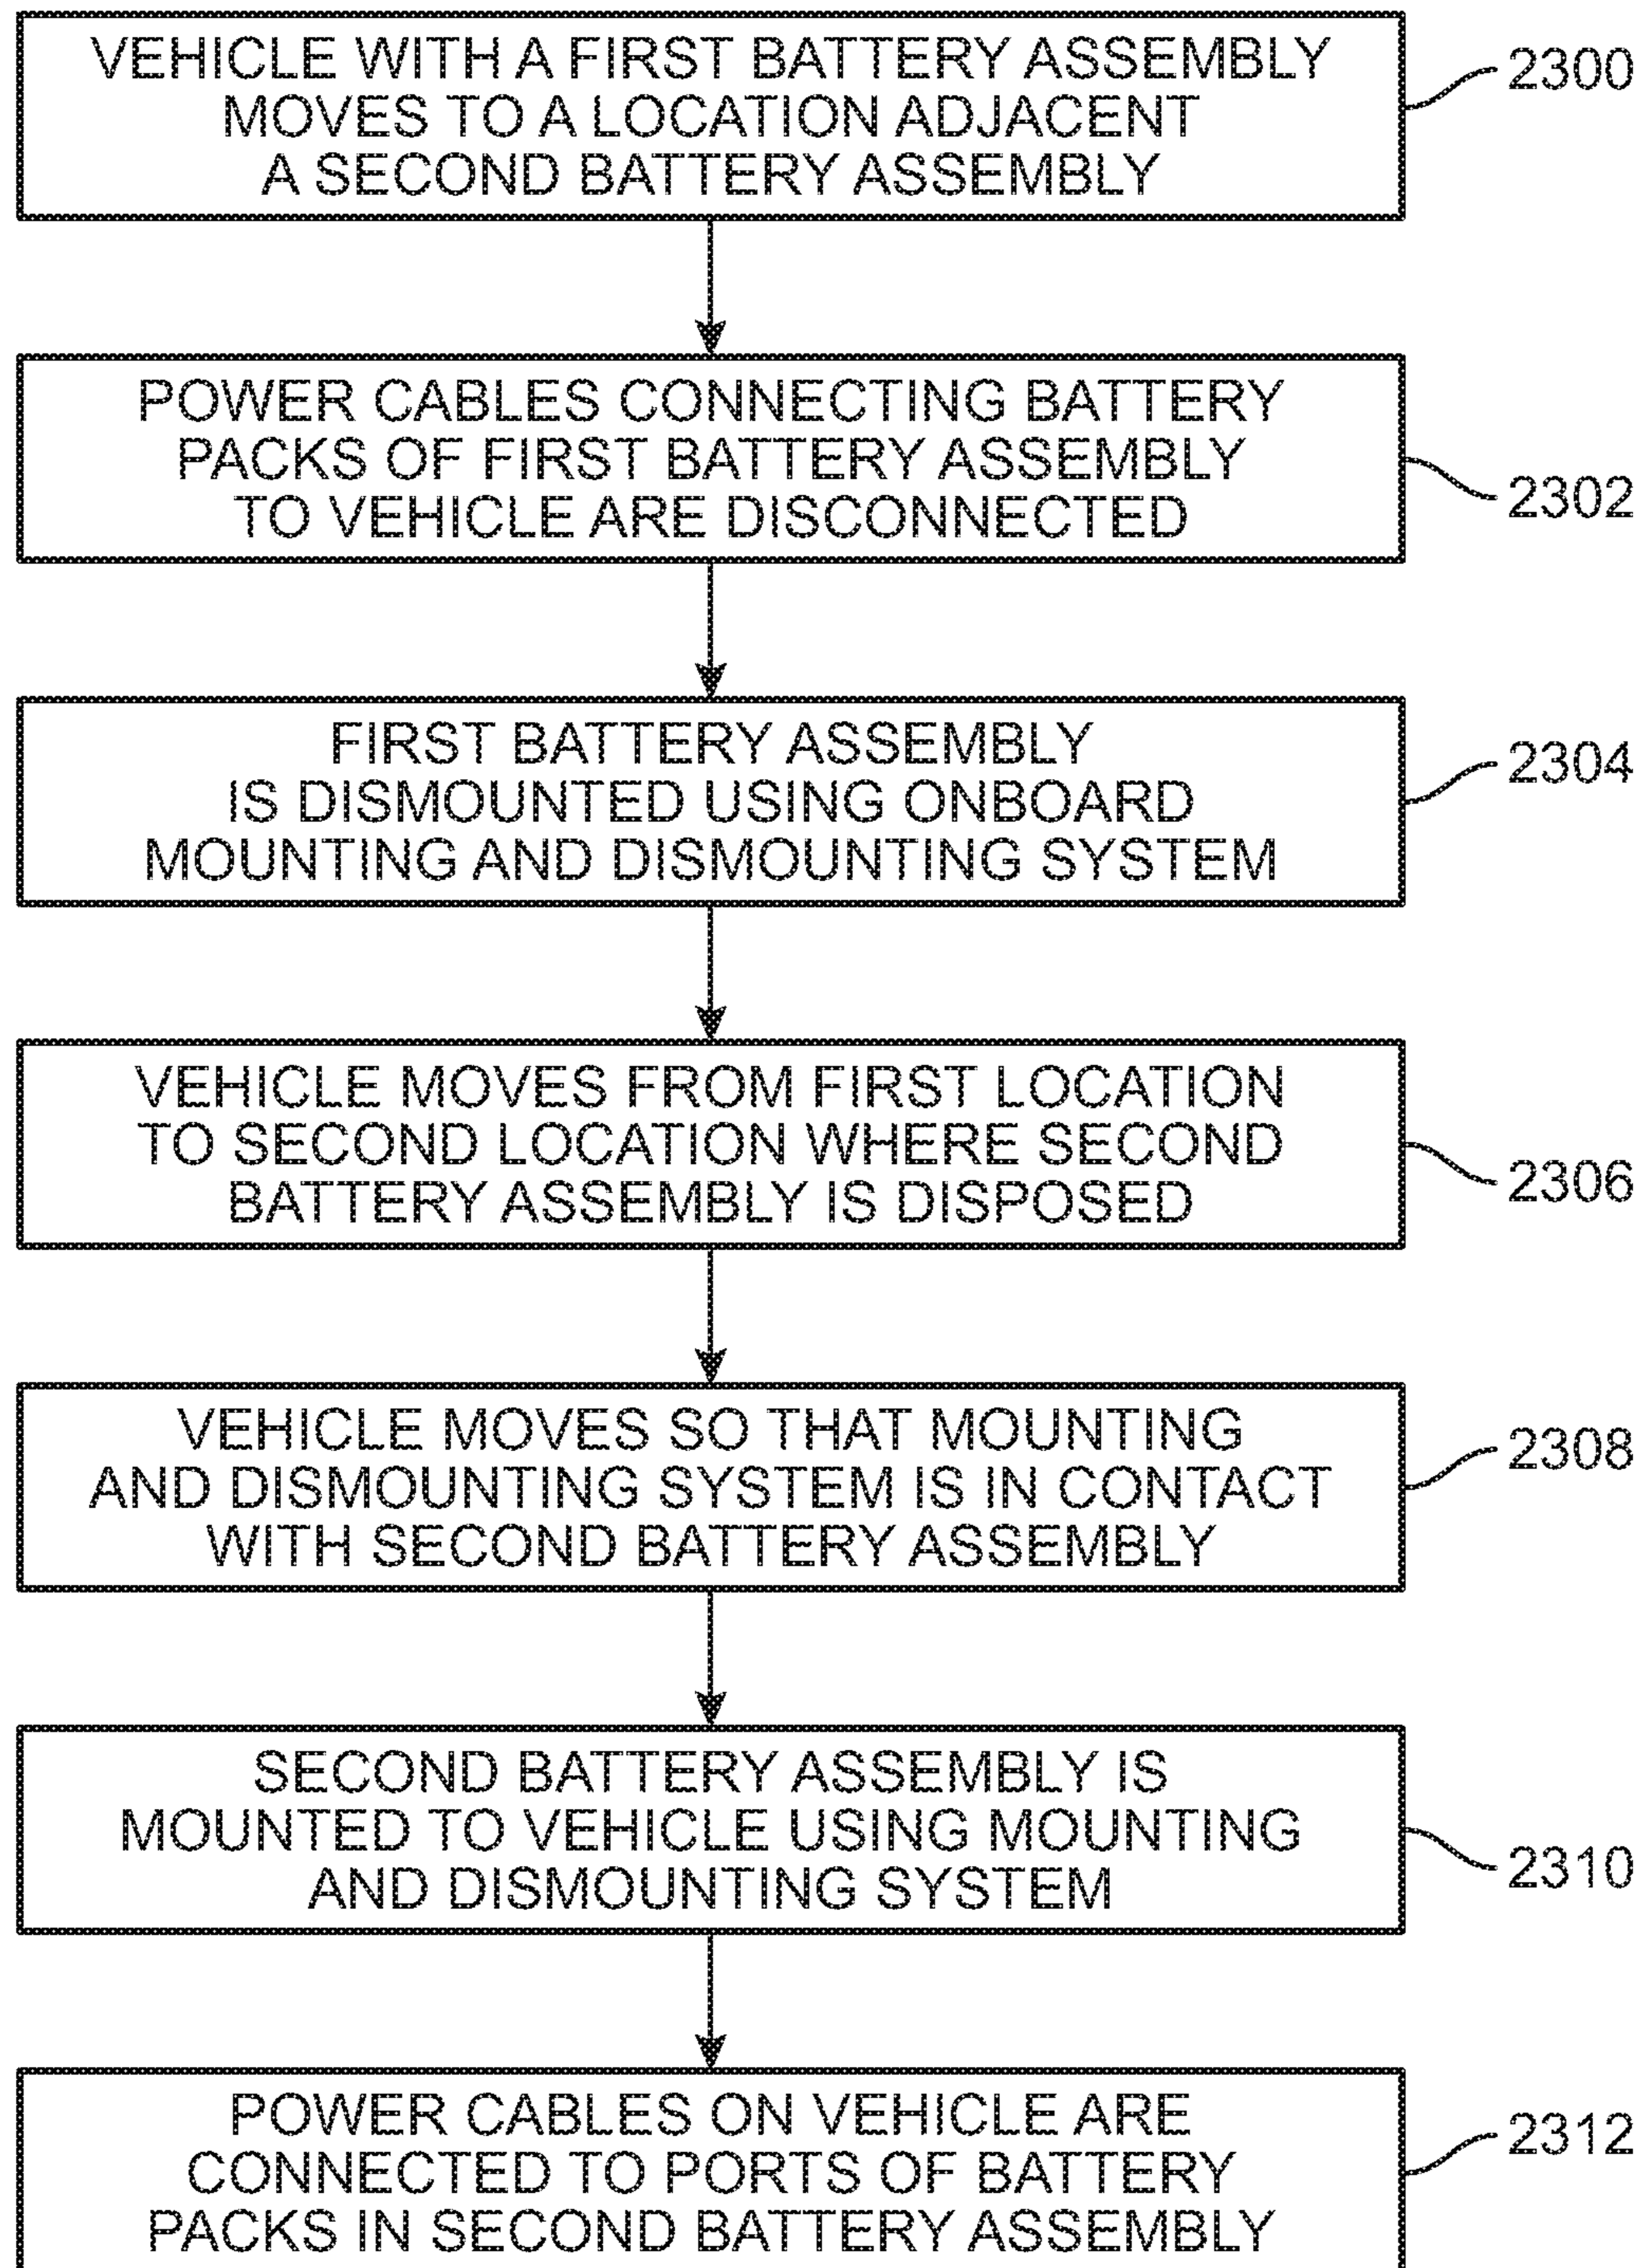 VEHICLE WITH A FIRST BATTERY ASSEMBLY
MOVES TO A LOCATION ADJACENT
A SECOND BATTERY ASSEMBLY
2300
POWER CABLES CONNECTING BATTERY
PACKS OF FIRST BATTERY ASSEMBLY
TO VEHICLE ARE DISCONNECTED
2302
FIRST BATTERY ASSEMBLY
IS DISMOUNTED USING ONBOARD
MOUNTING AND DISMOUNTING SYSTEM
2304
VEHICLE MOVES FROM FIRST LOCATION
TO SECOND LOCATION WHERE SECOND
BATTERY ASSEMBLY IS DISPOSED
2306
VEHICLE MOVES SO THAT MOUNTING
AND DISMOUNTING SYSTEM IS IN CONTACT
WITH SECOND BATTERY ASSEMBLY
2308
SECOND BATTERY ASSEMBLY IS
MOUNTED TO VEHICLE USING MOUNTING
AND DISMOUNTING SYSTEM
2310
POWER CABLES ON VEHICLE ARE
CONNECTED TO PORTS OF BATTERY
PACKS IN SECOND BATTERY ASSEMBLY
2312